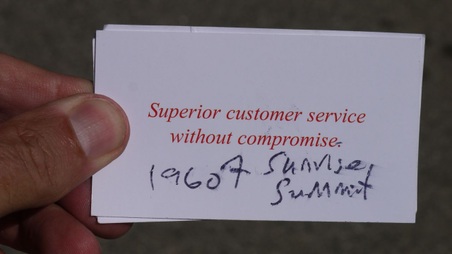 Superior customer service
without compromise.
19607 Sunrise,
Summit